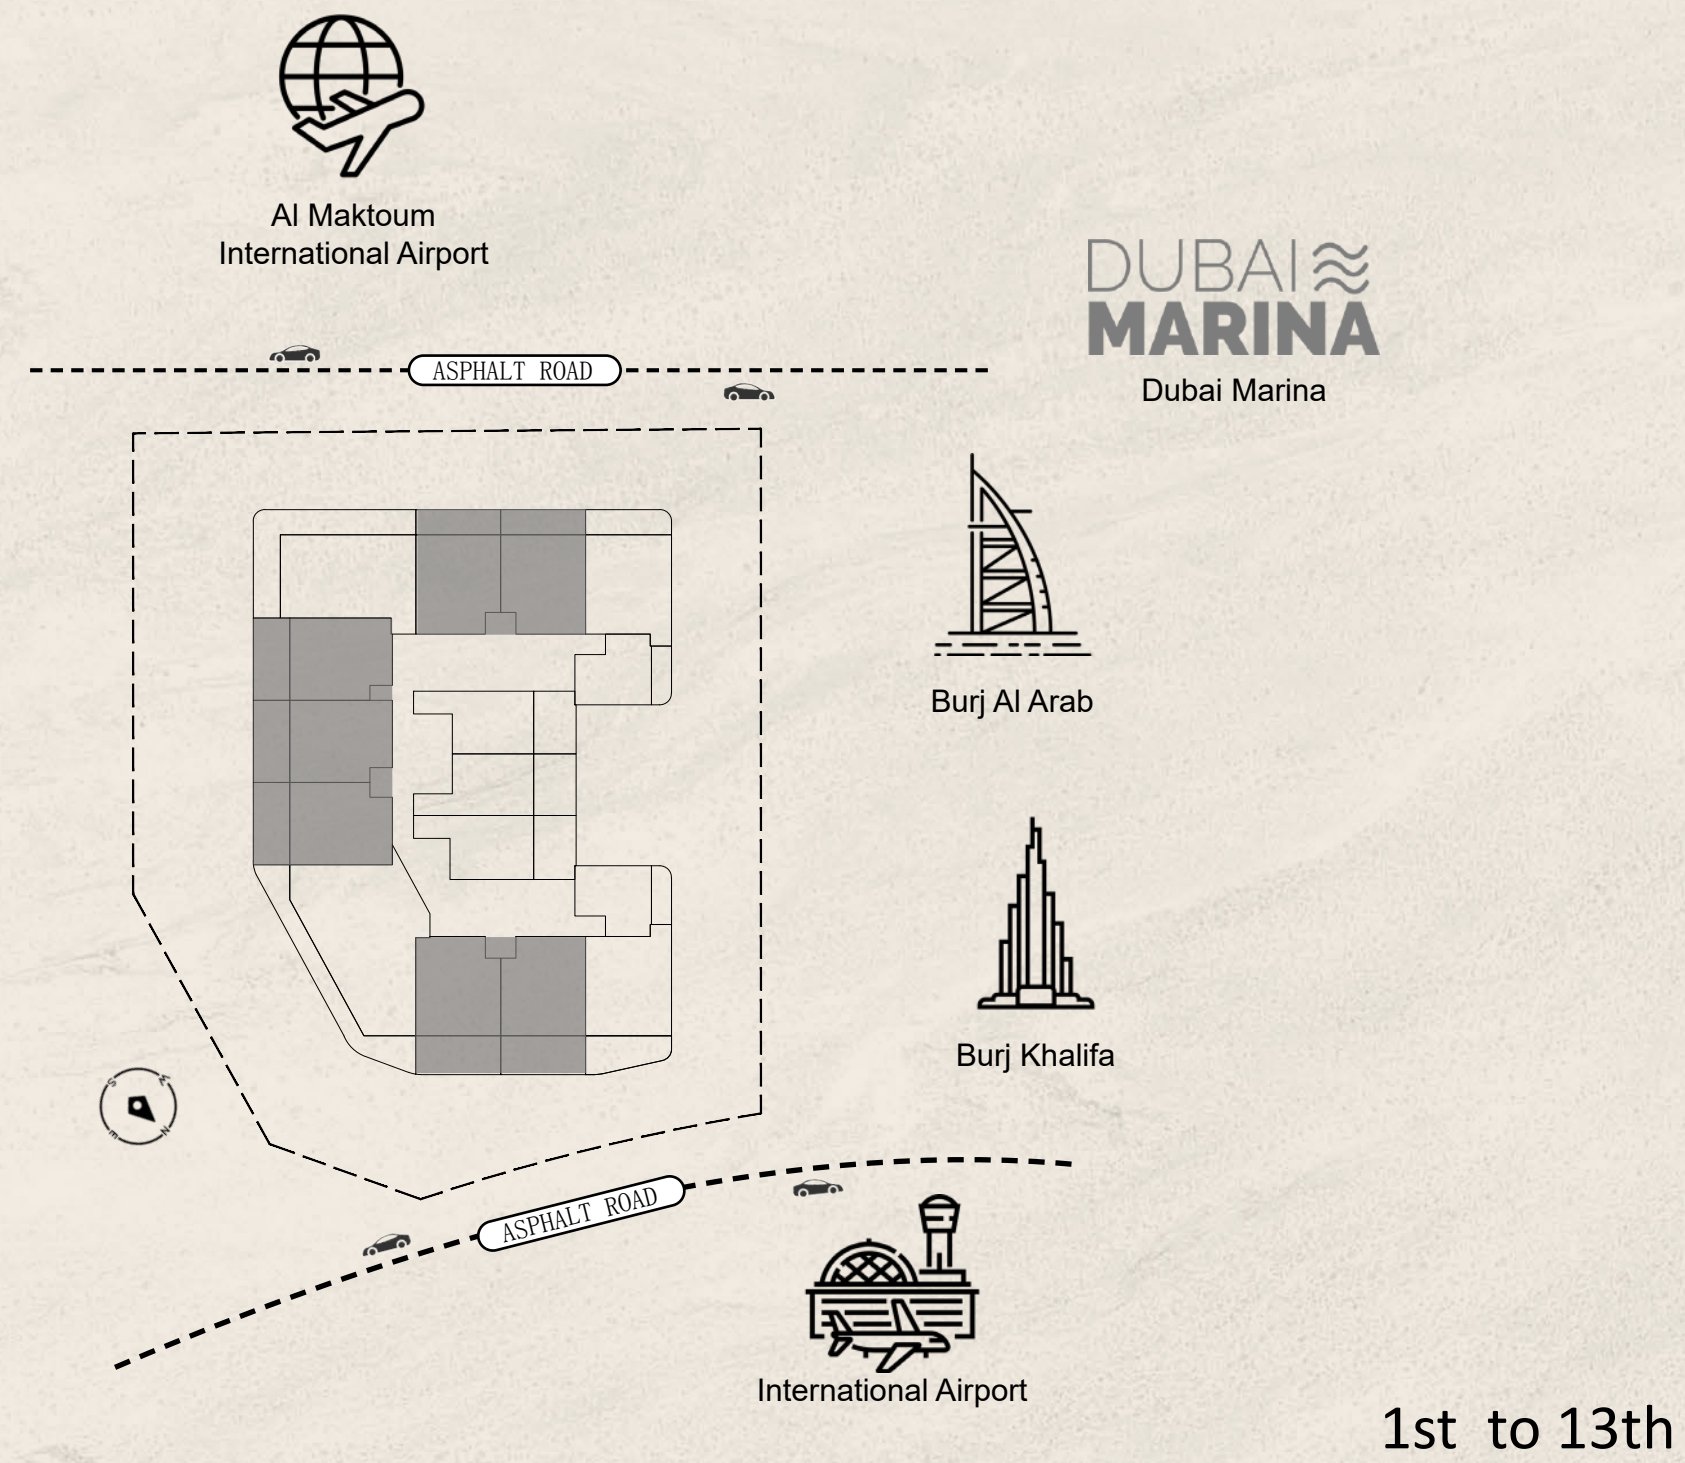 Al Maktoum
International Airport
DUBAI
MARINA
Dubai Marina
ASPHALT ROAD
Burj Al Arab
Burj Khalifa
S
W
E
N
ASPHALT ROAD
International Airport
1st to 13th